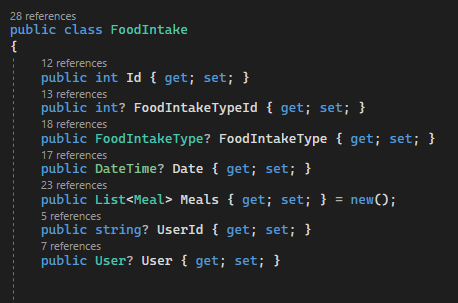 28 references
public class FoodIntake
{
12 references
public int Id { get; set; }
13 references
public int? FoodIntakeTypeId { get; set; }
18 references
public FoodIntakeType? FoodIntakeType { get; set; }
17 references
public DateTime? Date { get; set; }
23 references
public List<Meal> Meals { get; set; } = new();
5 references
public string? UserId { get; set; }
7 references
public User? User { get; set; }